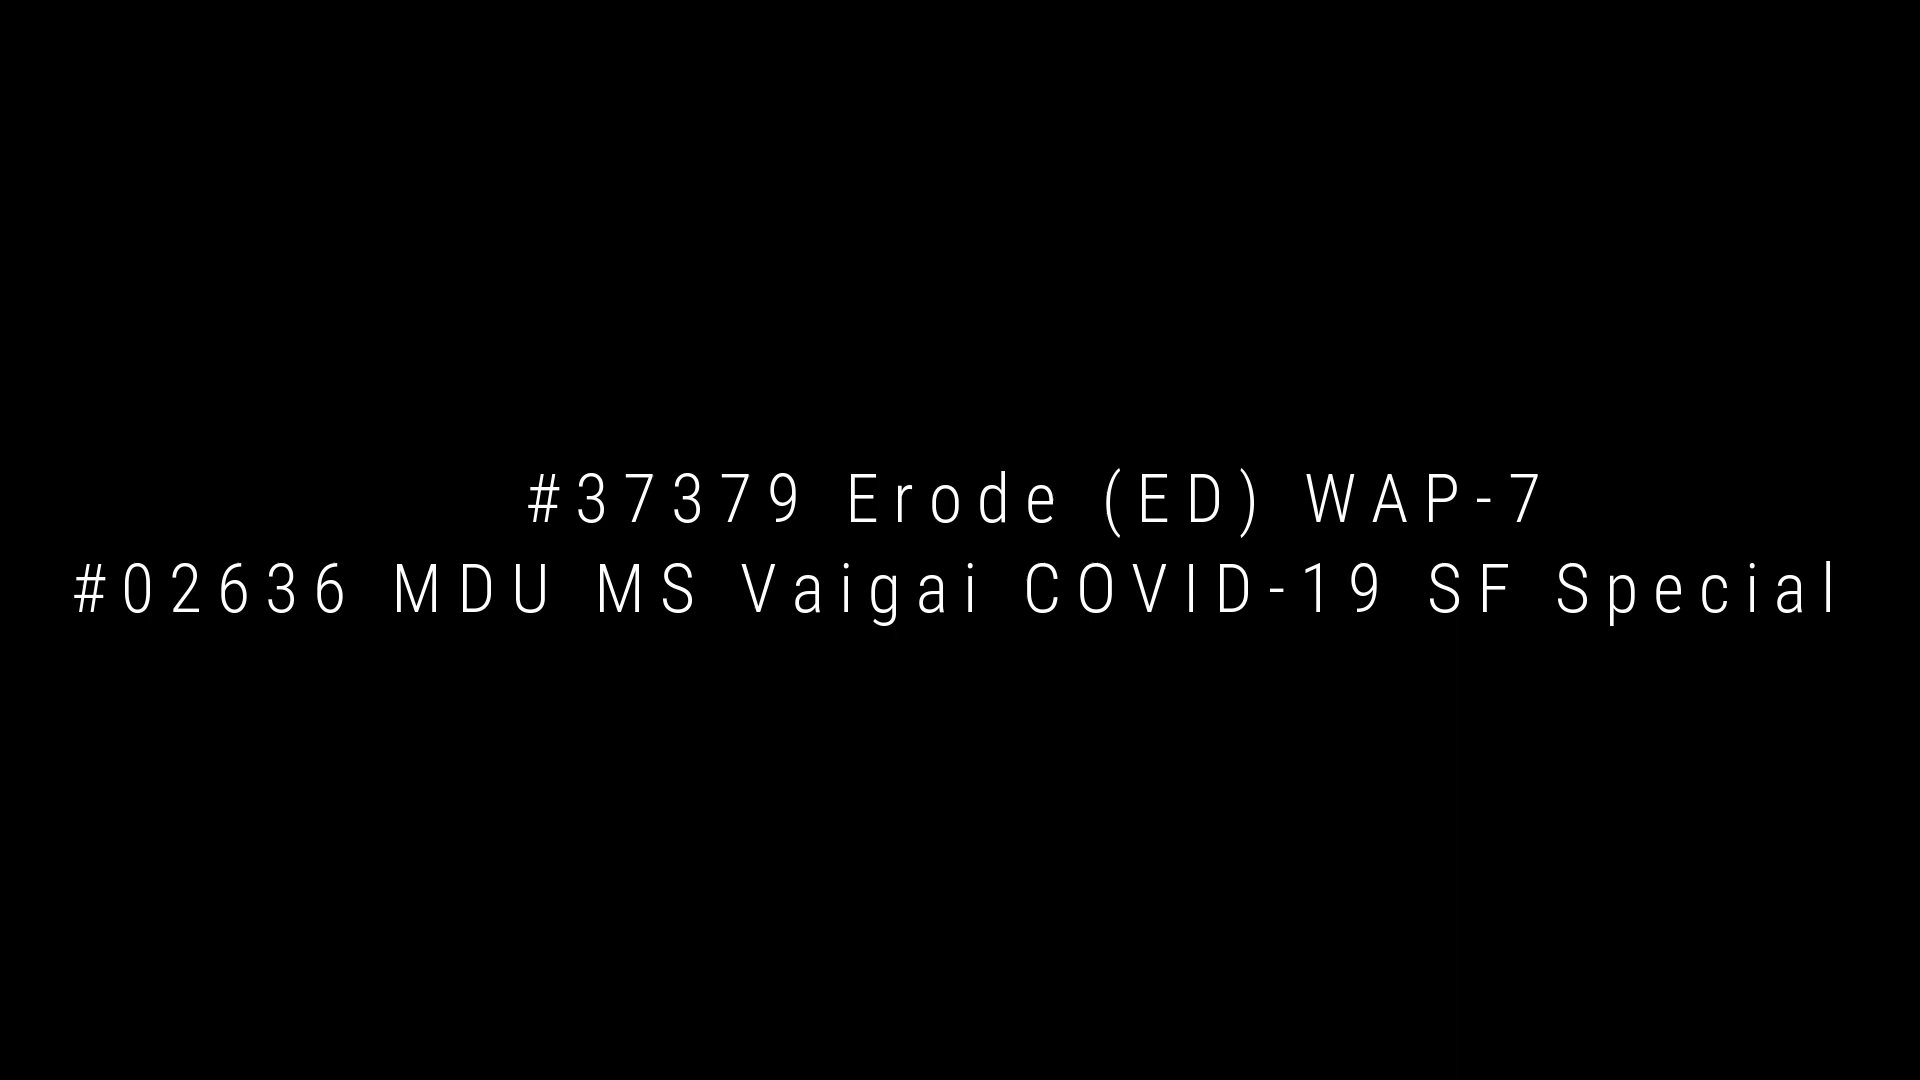 #37379 Erode (ED) WAP-7
#02636 MDU MS Vaigai COVID-19 SF Special